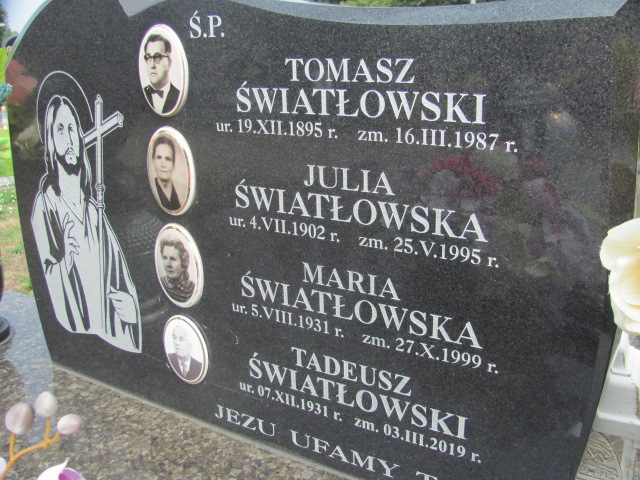 Ś.P.
TOMASZ
ŚWIATŁOWSKI
ur. 19.XII.1895 r. zm. 16.III.1987 r.
JULIA
ŚWIATŁOWSKA
ur. 4.VII.1902 r. zm. 25.V.1995 r.
MARIA
ŚWIATŁOWSKA
ur. 5.VIII.1931 r. zm. 27.X.1999 r.
TADEUSZ
ŚWIATŁOWSKI
ur. 07.XII.1931 r. zm. 03.III.2019 r.
JEZU UFAMY